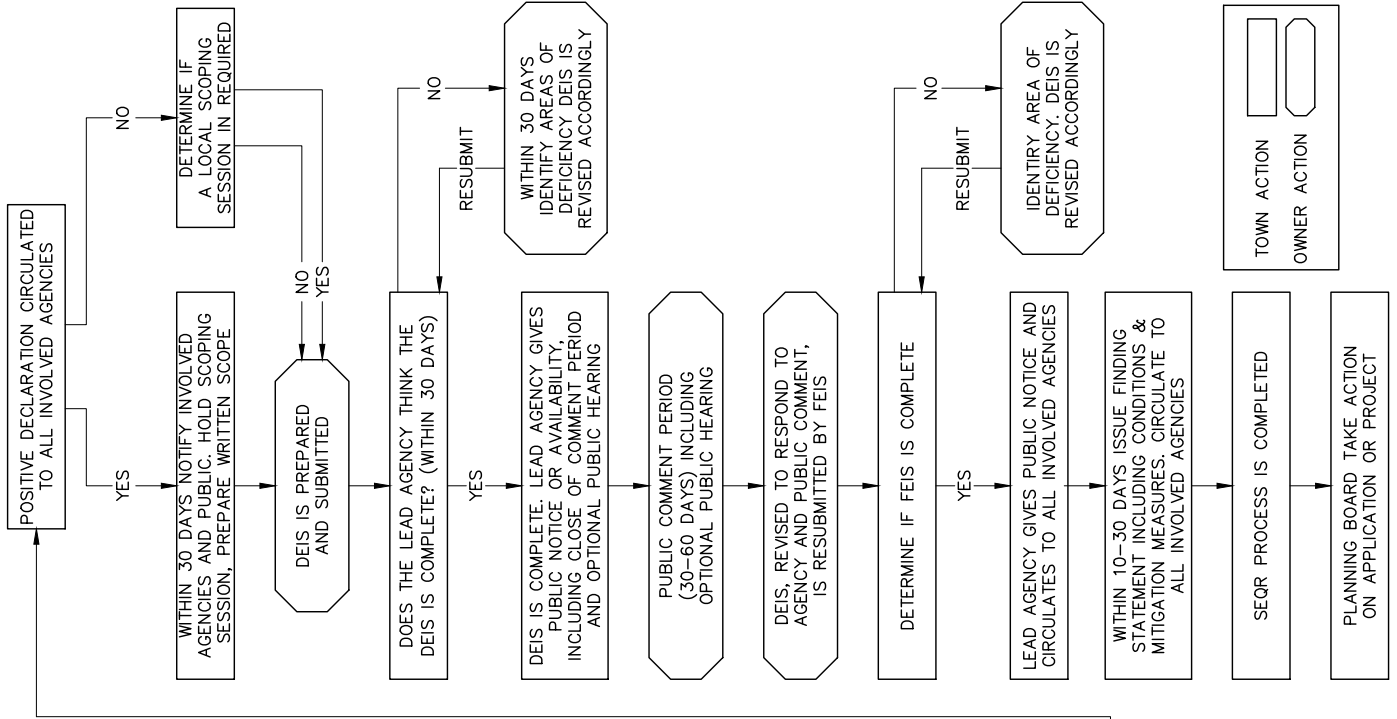 POSITIVE DECLARATION CIRCULATED
TO ALL INVOLVED AGENCIES
YES
NO
WITHIN 30 DAYS NOTIFY INVOLVED
AGENCIES AND PUBLIC. HOLD SCOPING
SESSION, PREPARE WRITTEN SCOPE
DETERMINE IF
A LOCAL SCOPING
SESSION IN REQUIRED
NO
YES
DEIS IS PREPARED
AND SUBMITTED
DOES THE LEAD AGENCY THINK THE
DEIS IS COMPLETE? (WITHIN 30 DAYS)
NO
RESUBMIT
WITHIN 30 DAYS
IDENTIFY AREAS OF
DEFICIENCY DEIS IS
REVISED ACCORDINGLY
YES
DEIS IS COMPLETE. LEAD AGENCY GIVES
PUBLIC NOTICE OR AVAILABILITY,
INCLUDING CLOSE OF COMMENT PERIOD
AND OPTIONAL PUBLIC HEARING
PUBLIC COMMENT PERIOD
(30-60 DAYS) INCLUDING
OPTIONAL PUBLIC HEARING
DEIS, REVISED TO RESPOND TO
AGENCY AND PUBLIC COMMENT,
IS RESUBMITTED BY FEIS
DETERMINE IF FEIS IS COMPLETE
NO
RESUBMIT
IDENTIRY AREA OF
DEFICIENCY. DEIS IS
REVISED ACCORDINGLY
YES
LEAD AGENCY GIVES PUBLIC NOTICE AND
CIRCULATES TO ALL INVOLVED AGENCIES
WITHIN 10-30 DAYS ISSUE FINDING
STATEMENT INCLUDING CONDITIONS &
MITIGATION MEASURES. CIRCULATE TO
ALL INVOLVED AGENCIES
SEQR PROCESS IS COMPLETED
PLANNING BOARD TAKE ACTION
ON APPLICATION OR PROJECT
TOWN ACTION
OWNER ACTION